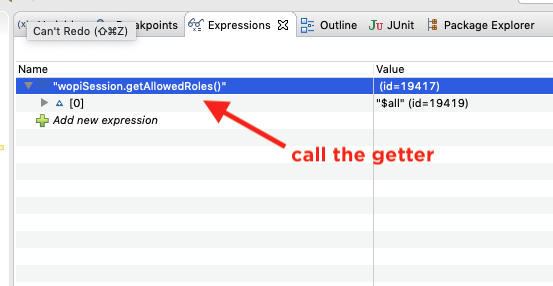 Breakpoints
Expressions
Outline
JUnit
Package Explorer
Can't Redo (⇧⌘Z)
Name
Value
"wopiSession.getAllowedRoles()"
(id=19417)
[0]
"$all" (id=19419)
Add new expression
call the getter